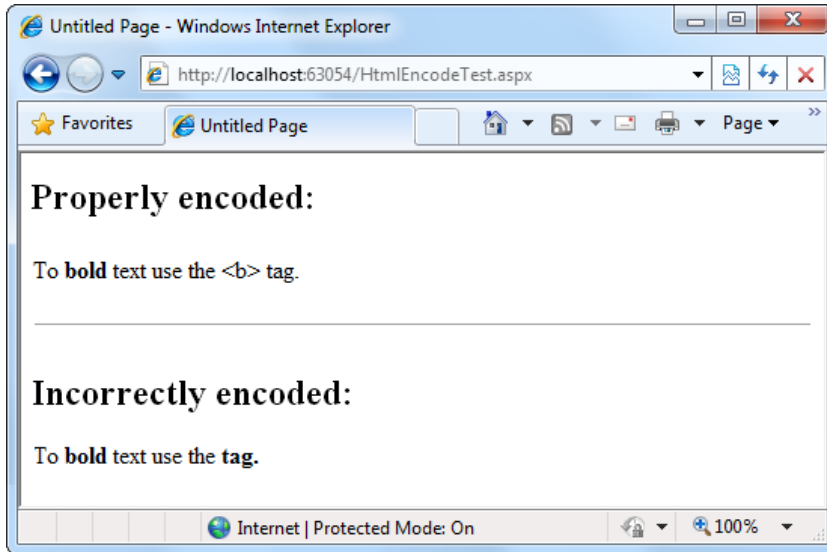 Untitled Page - Windows Internet Explorer
http://localhost:63054/HtmlEncodeTest.aspx
Favorites Untitled Page Page »
Properly encoded:
To bold text use the <b> tag.
Incorrectly encoded:
To bold text use the tag.
Internet | Protected Mode: On 100%